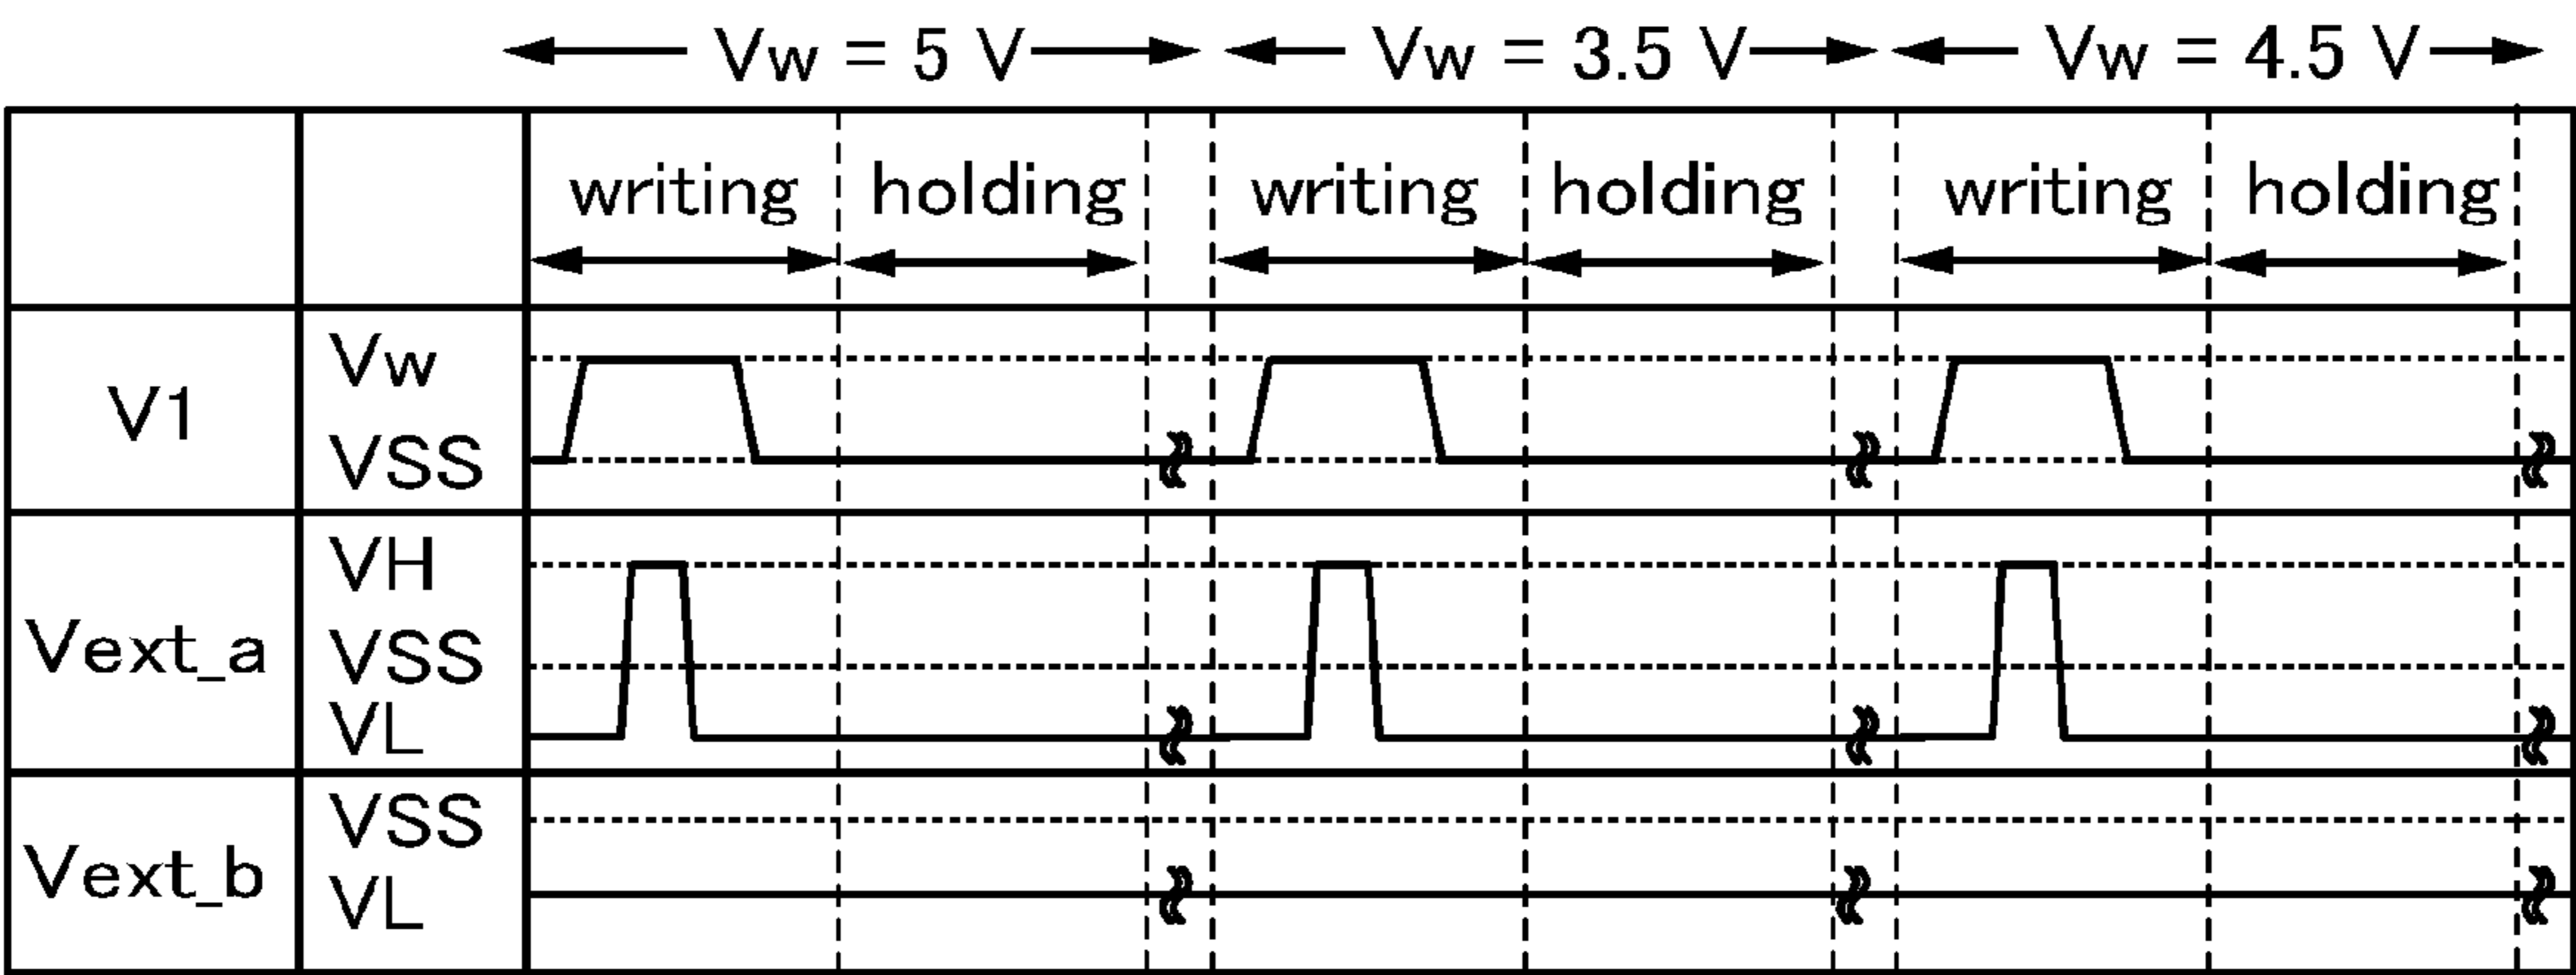 Vw = 5 V Vw = 3.5 V Vw = 4.5 V
writing holding writing holding writing holding
V1 Vw
VSS
Vext_a VH
VSS
VL
Vext_b VSS
VL